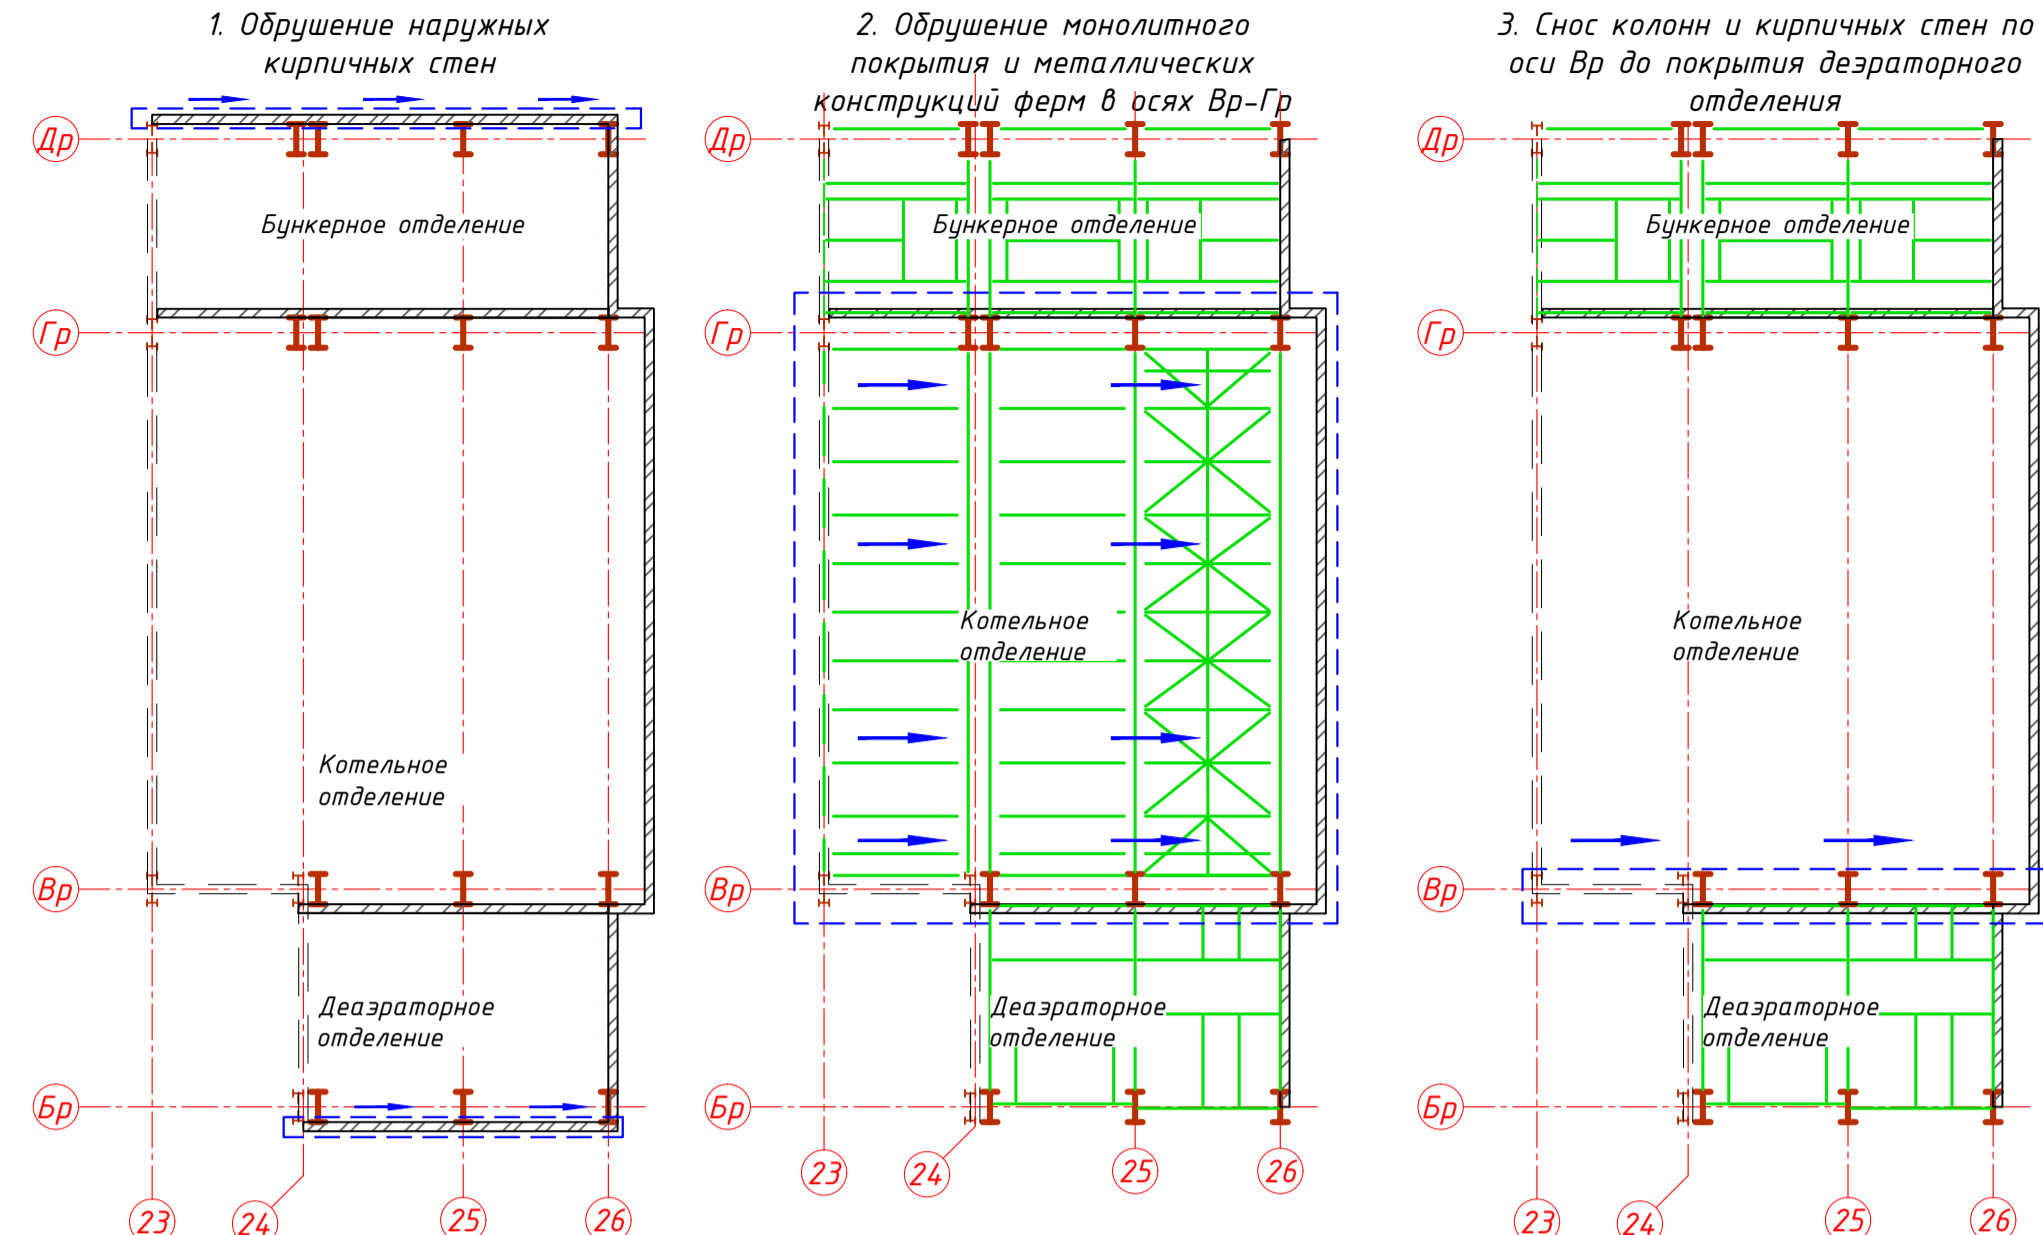 1. Обрушение наружных
кирпичных стен
Др
Бункерное отделение
Гр
Котельное
отделение
Вр
Деаэраторное
отделение
Бр
23
24
25
26
2. Обрушение монолитного
покрытия и металлических
конструкций ферм в осях Вр-Гр
Др
Бункерное отделение
Гр
Котельное
отделение
Вр
Деаэраторное
отделение
Бр
23
24
25
26
3. Снос колонн и кирпичных стен по
оси Вр до покрытия деэраторного
отделения
Др
Бункерное отделение
Гр
Котельное
отделение
Вр
Деаэраторное
отделение
Бр
23
24
25
26